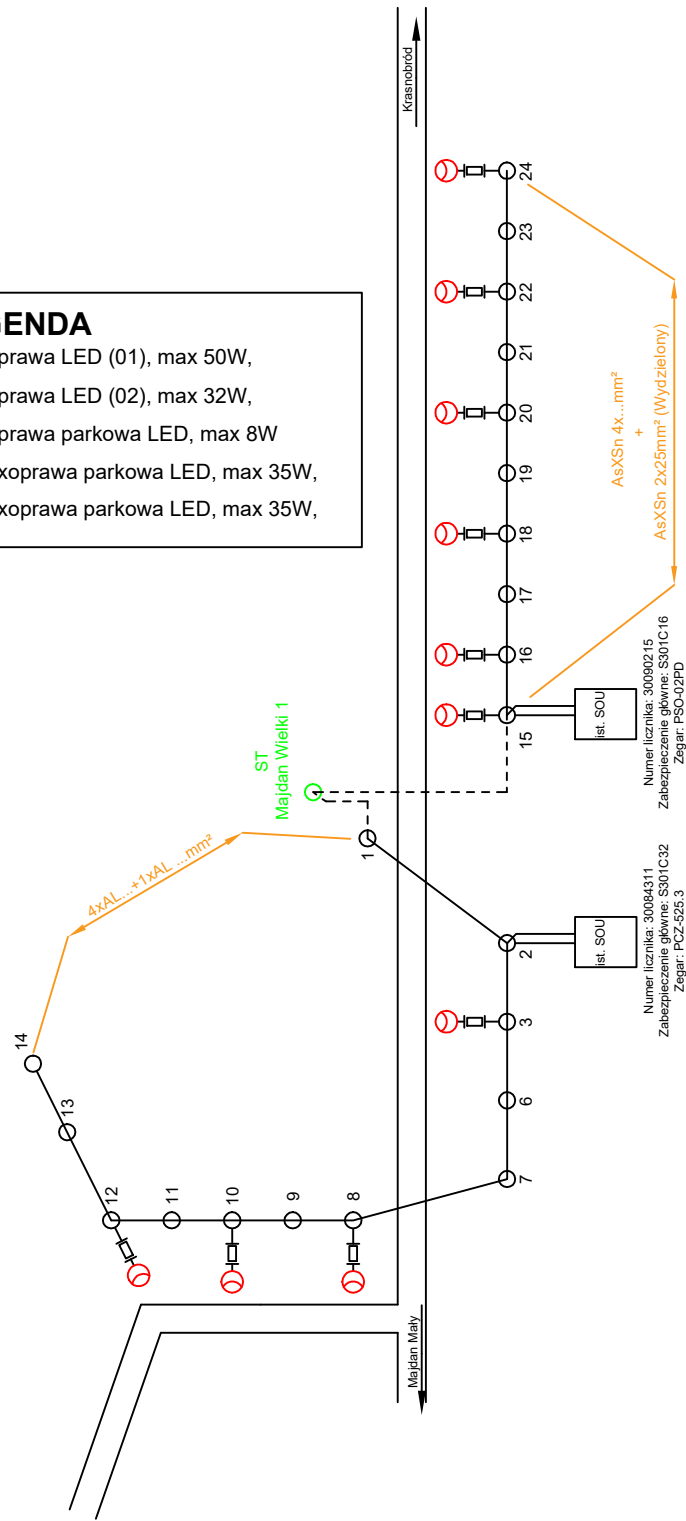 GENDA
prawa LED (01), max 50W,
prawa LED (02), max 32W,
prawa parkowa LED, max 8W
xoprawa parkowa LED, max 35W,
xoprawa parkowa LED, max 35W,
Krasnobród
24
23
22
21
20
19
18
17
16
15
AsXSn 4x...mm²
+
AsXSn 2x25mm² (Wydzielony)
ist. SOU
Numer licznika: 30090215
Zabezpieczenie główne: S301C16
Zegar: PSO-02PD
ST
Majdan Wielki 1
1
4xAL...+1xAL ...mm²
2
ist. SOU
Numer licznika: 30084311
Zabezpieczenie główne: S301C32
Zegar: PCZ-525.3
3
6
7
8
9
10
11
12
13
14
Majdan Mały